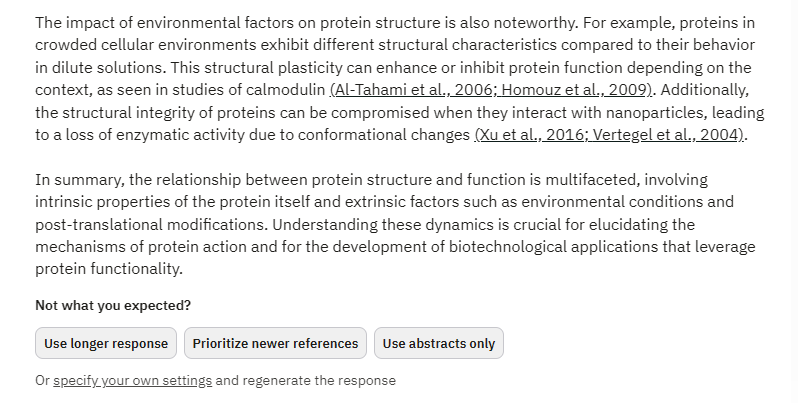 The impact of environmental factors on protein structure is also noteworthy. For example, proteins in
crowded cellular environments exhibit different structural characteristics compared to their behavior
in dilute solutions. This structural plasticity can enhance or inhibit protein function depending on the
context, as seen in studies of calmodulin (Al-Tahami et al., 2006; Homouz et al., 2009). Additionally,
the structural integrity of proteins can be compromised when they interact with nanoparticles, leading
to a loss of enzymatic activity due to conformational changes (Xu et al., 2016; Vertegel et al., 2004).
In summary, the relationship between protein structure and function is multifaceted, involving
intrinsic properties of the protein itself and extrinsic factors such as environmental conditions and
post-translational modifications. Understanding these dynamics is crucial for elucidating the
mechanisms of protein action and for the development of biotechnological applications that leverage
protein functionality.
Not what you expected?
Use longer response Prioritize newer references Use abstracts only
Or specify your own settings and regenerate the response